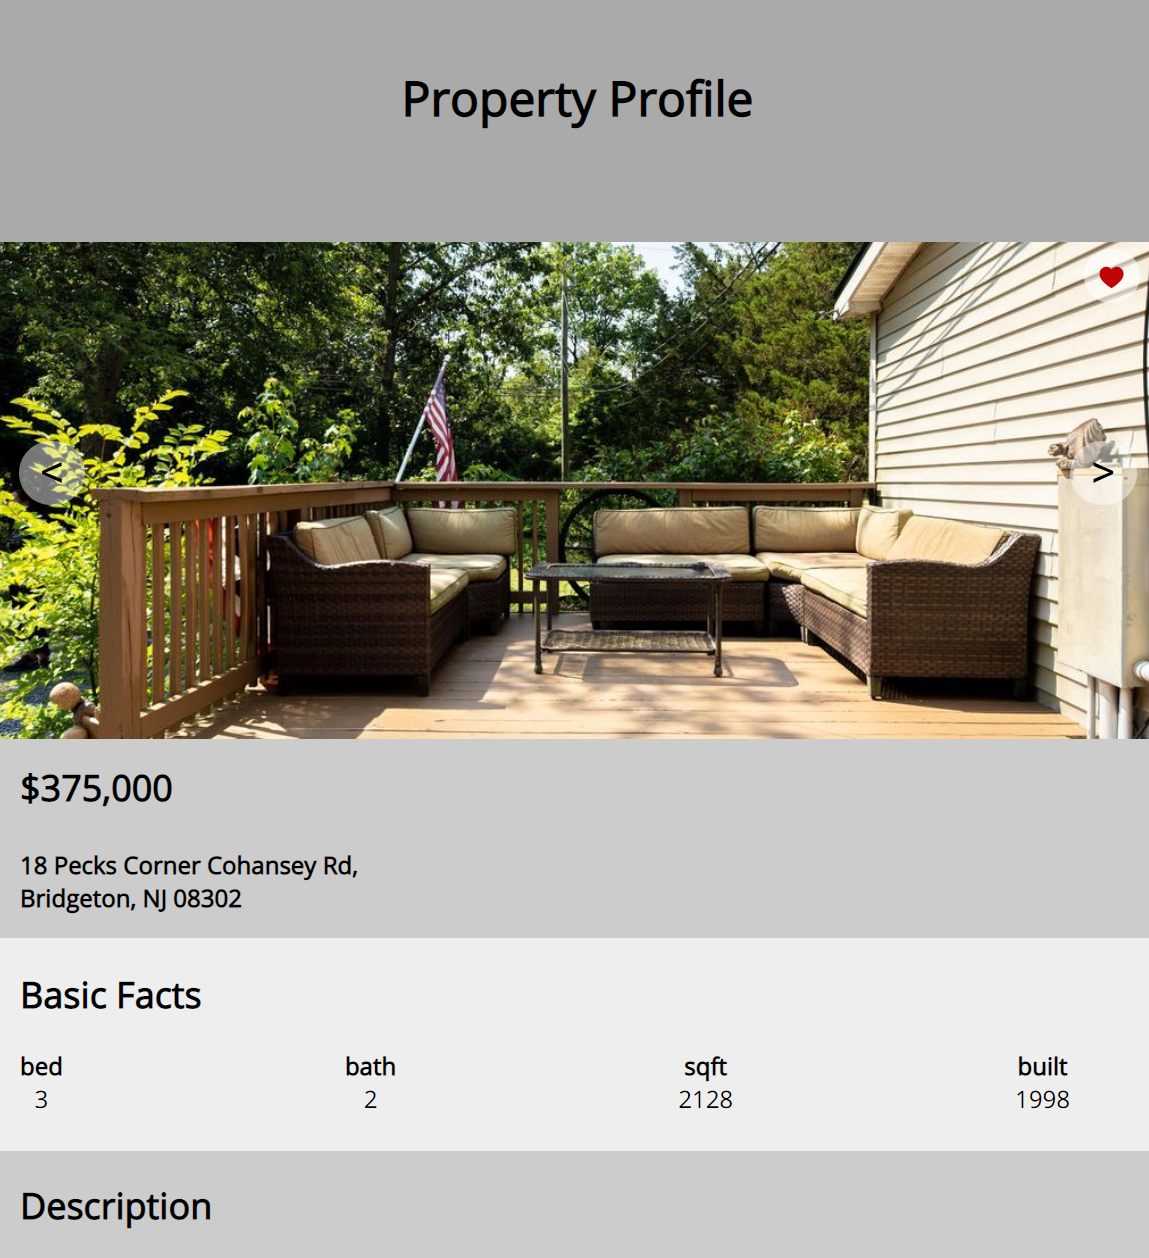 Property Profile
<
>
$375,000
18 Pecks Corner Cohansey Rd,
Bridgeton, NJ 08302
Basic Facts
bed bath sqft built
3 2 2128 1998
Description